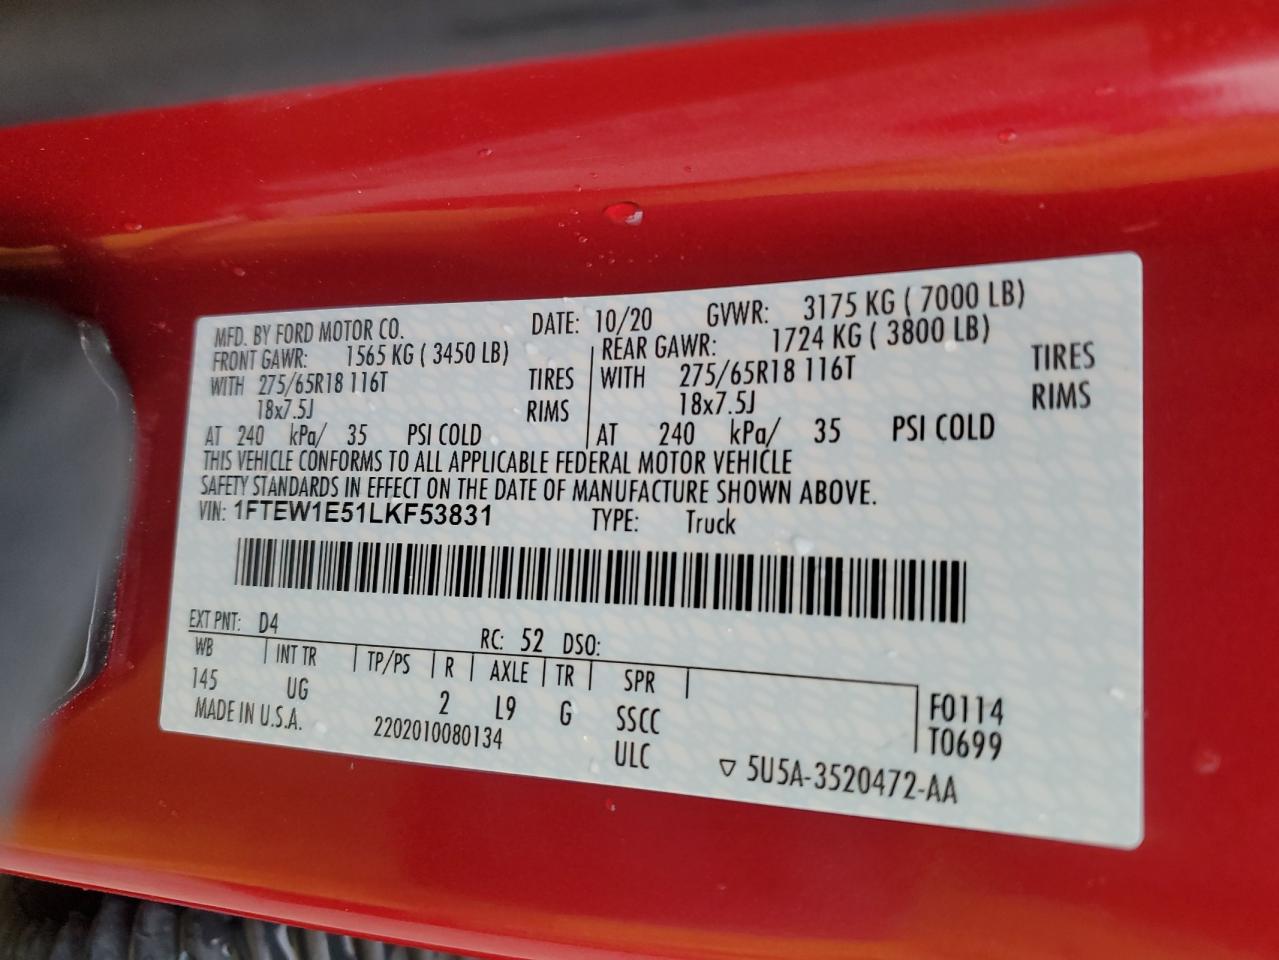 MFD. BY FORD MOTOR CO. DATE: 10/20 GVWR: 3175 KG ( 7000 LB)
FRONT GAWR: 1565 KG ( 3450 LB) REAR GAWR: 1724 KG ( 3800 LB)
WITH 275/65R18 116T TIRES WITH 275/65R18 116T TIRES
18x7.5J RIMS 18x7.5J RIMS
AT 240 kPa/ 35 PSI COLD AT 240 kPa/ 35 PSI COLD
THIS VEHICLE CONFORMS TO ALL APPLICABLE FEDERAL MOTOR VEHICLE
SAFETY STANDARDS IN EFFECT ON THE DATE OF MANUFACTURE SHOWN ABOVE.
VIN: 1FTEW1E51LKF53831 TYPE: Truck
EXT PNT: D4 RC: 52 DSO:
WB INT TR TP/PS R AXLE TR SPR
145 UG 2 L9 G SSCC F0114
MADE IN U.S.A. 2202010080134 ULC T0699
▽ 5U5A-3520472-AA